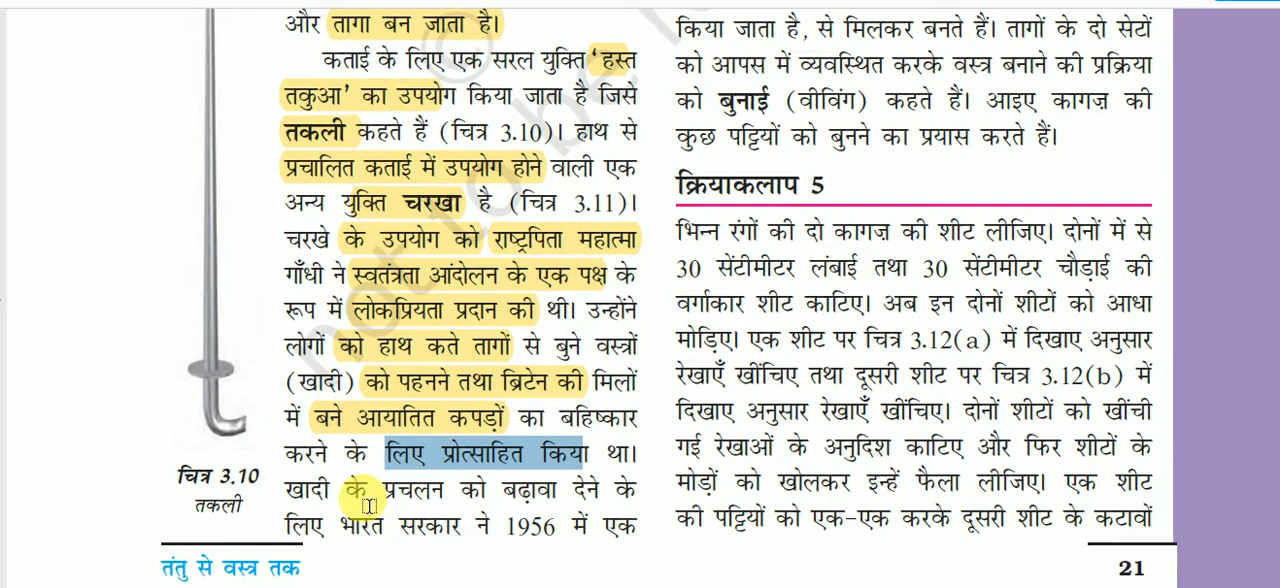 और तागा बन जाता है।
कताई के लिए एक सरल युक्ति ‘हस्त
तकुआ’ का उपयोग किया जाता है जिसे
तकली कहते हैं (चित्र 3.10)। हाथ से
प्रचालित कताई में उपयोग होने वाली एक
अन्य युक्ति चरखा है (चित्र 3.11)।
चरखे के उपयोग को राष्ट्रपिता महात्मा
गाँधी ने स्वतंत्रता आंदोलन के एक पक्ष के
रूप में लोकप्रियता प्रदान की थी। उन्होंने
लोगों को हाथ कते तागों से बुने वस्त्रों
(खादी) को पहनने तथा ब्रिटेन की मिलों
में बने आयातित कपड़ों का बहिष्कार
करने के लिए प्रोत्साहित किया था।
खादी के प्रचलन को बढ़ावा देने के
लिए भारत सरकार ने 1956 में एक
चित्र 3.10
तकली
किया जाता है, से मिलकर बनते हैं। तागों के दो सेटों
को आपस में व्यवस्थित करके वस्त्र बनाने की प्रक्रिया
को बुनाई (वीविंग) कहते हैं। आइए कागज़ की
कुछ पट्टियों को बुनने का प्रयास करते हैं।
क्रियाकलाप 5
भिन्न रंगों की दो कागज़ की शीट लीजिए। दोनों में से
30 सेंटीमीटर लंबाई तथा 30 सेंटीमीटर चौड़ाई की
वर्गाकार शीट काटिए। अब इन दोनों शीटों को आधा
मोड़िए। एक शीट पर चित्र 3.12(a) में दिखाए अनुसार
रेखाएँ खींचिए तथा दूसरी शीट पर चित्र 3.12(b) में
दिखाए अनुसार रेखाएँ खींचिए। दोनों शीटों को खींची
गई रेखाओं के अनुदिश काटिए और फिर शीटों के
मोड़ों को खोलकर इन्हें फैला लीजिए। एक शीट
की पट्टियों को एक-एक करके दूसरी शीट के कटावों
तंतु से वस्त्र तक
21
not to be r
©